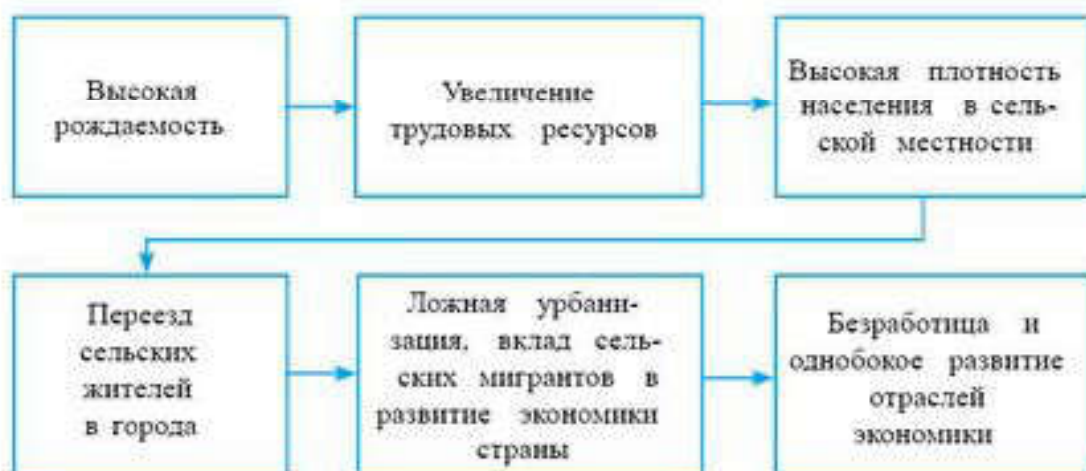 Высокая
рождаемость
Увеличение
трудовых ресурсов
Высокая плотность
населения в сель-
ской местности
Переезд
сельских
жителей
в города
Ложная урбани-
зация, вклад сель-
ских мигрантов в
развитие экономики
страны
Безработица и
однобокое развитие
отраслей
экономики